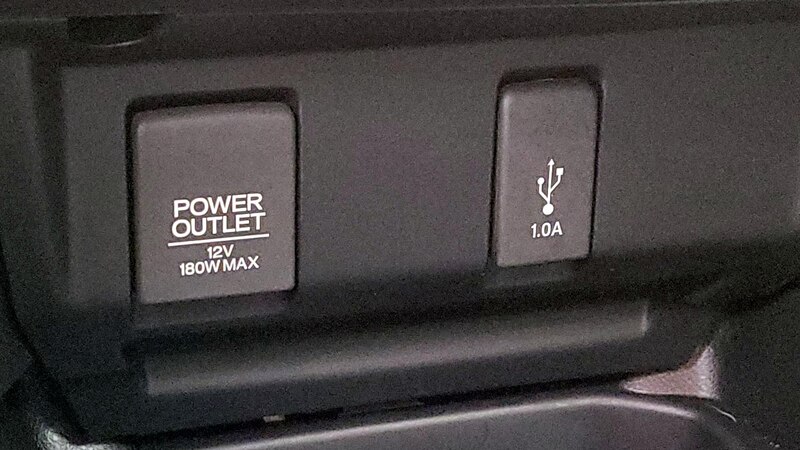 POWER
OUTLET
12V
180W MAX
1.0A